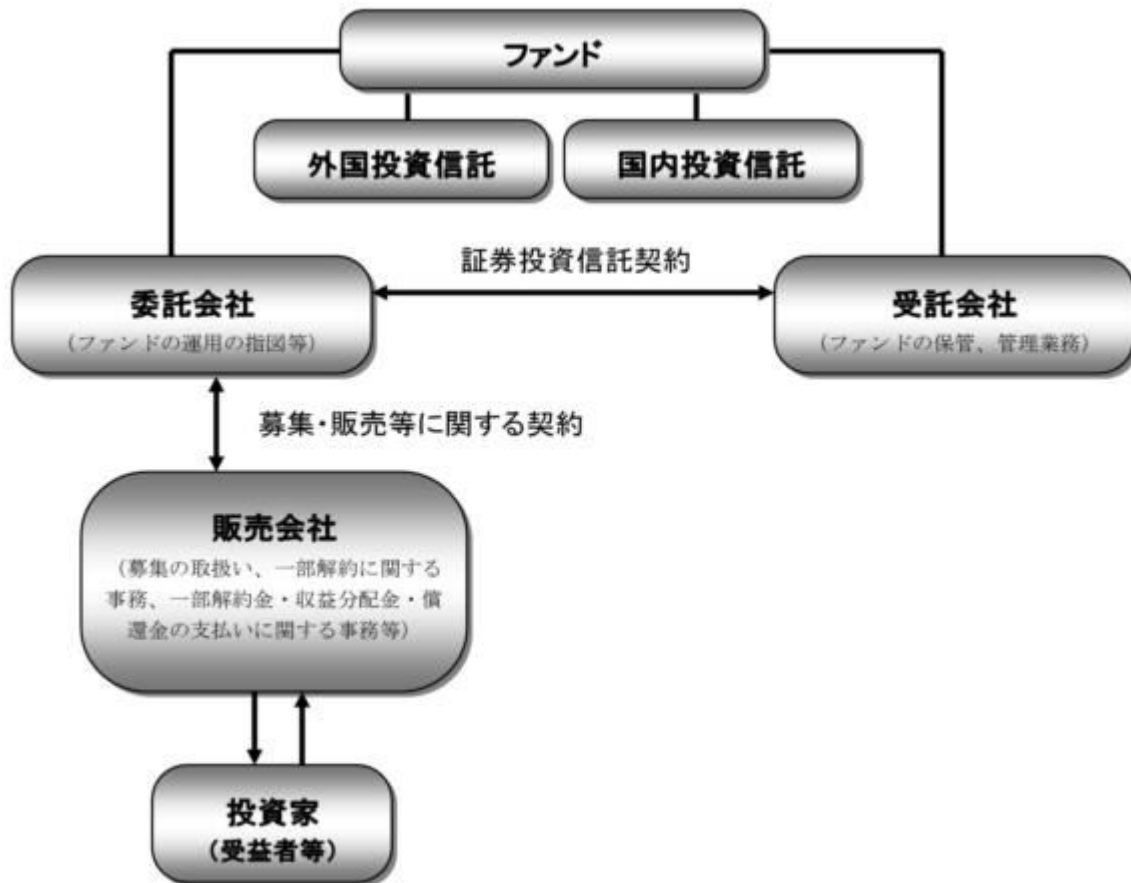 ファンド
外国投資信託
国内投資信託
証券投資信託契約
委託会社
(ファンドの運用の指図等)
受託会社
(ファンドの保管、管理業務)
募集・販売等に関する契約
販売会社
(募集の取扱い、一部解約に関する
事務、一部解約金・収益分配金・償
還金の支払いに関する事務等)
投資家
(受益者等)